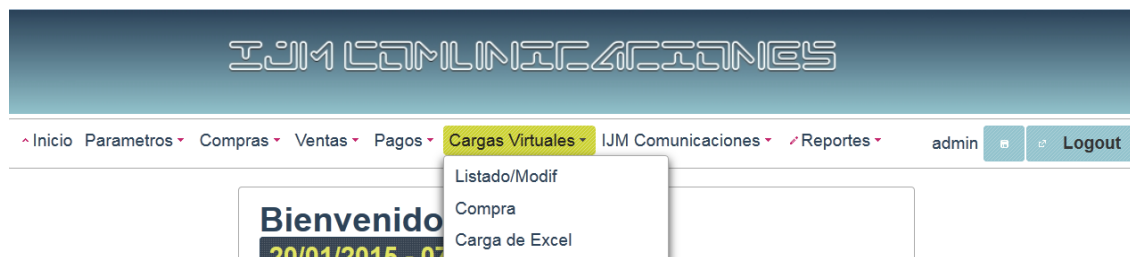 IJM COMUNICACIONES
Inicio Parametros Compras Ventas Pagos Cargas Virtuales IJM Comunicaciones Reportes admin Logout
Listado/Modif
Bienvenido
Compra
20/01/2015 - 07
Carga de Excel